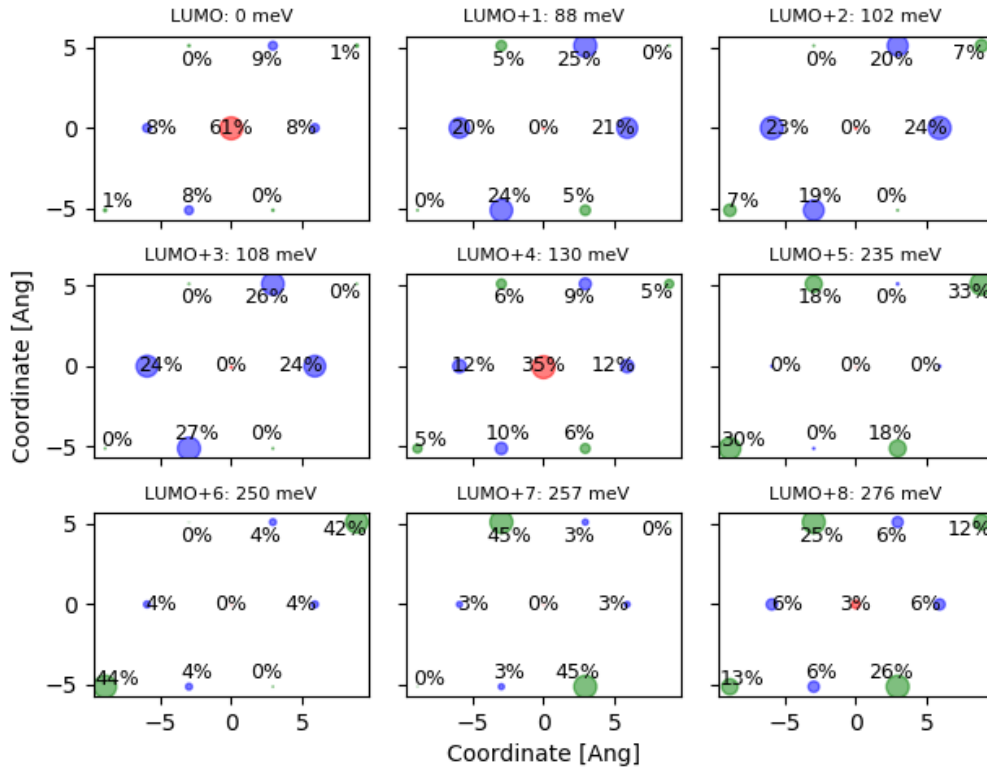 LUMO: 0 meV
LUMO+1: 88 meV
LUMO+2: 102 meV
5
0
−5
0% 9% 1%
8% 61% 8%
1% 8% 0%
5% 25% 0%
20% 0% 21%
0% 24% 5%
0% 20% 7%
23% 0% 24%
7% 19% 0%
LUMO+3: 108 meV
LUMO+4: 130 meV
LUMO+5: 235 meV
Coordinate [Ang]
5
0
−5
0% 26% 0%
24% 0% 24%
0% 27% 0%
6% 9% 5%
12% 35% 12%
5% 10% 6%
18% 0% 33%
0% 0% 0%
30% 0% 18%
LUMO+6: 250 meV
LUMO+7: 257 meV
LUMO+8: 276 meV
5
0
−5
0% 4% 42%
4% 0% 4%
44% 4% 0%
45% 3% 0%
3% 0% 3%
0% 3% 45%
25% 6% 12%
6% 3% 6%
13% 6% 26%
−5 0 5
−5 0 5
−5 0 5
Coordinate [Ang]